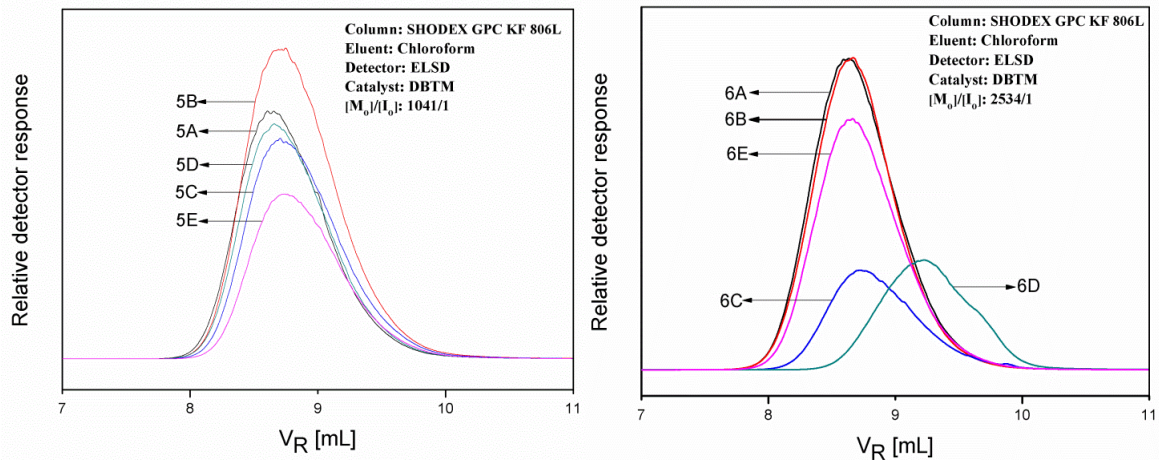 Column: SHODEX GPC KF 806L
Eluent: Chloroform
Detector: ELSD
Catalyst: DBTM
[Mo]/[Io]: 1041/1
5B
5A
5D
5C
5E
Relative detector response
7 8 9 10 11
VR [mL]
Column: SHODEX GPC KF 806L
Eluent: Chloroform
Detector: ELSD
Catalyst: DBTM
[Mo]/[Io]: 2534/1
6A
6B
6E
6C
6D
Relative detector response
7 8 9 10 11
VR [mL]